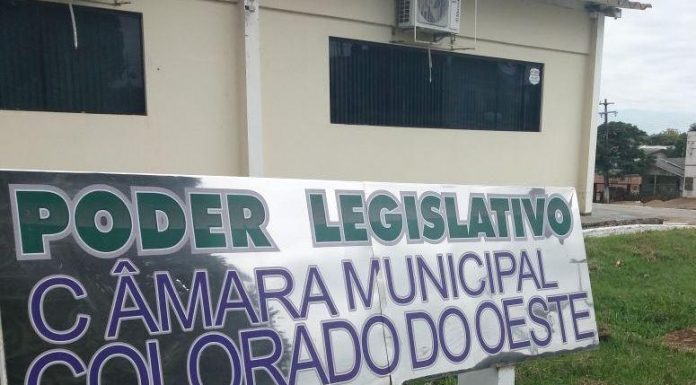 PODER LEGISLATIVO
CÂMARA MUNICIPAL
COLORADO DO OESTE